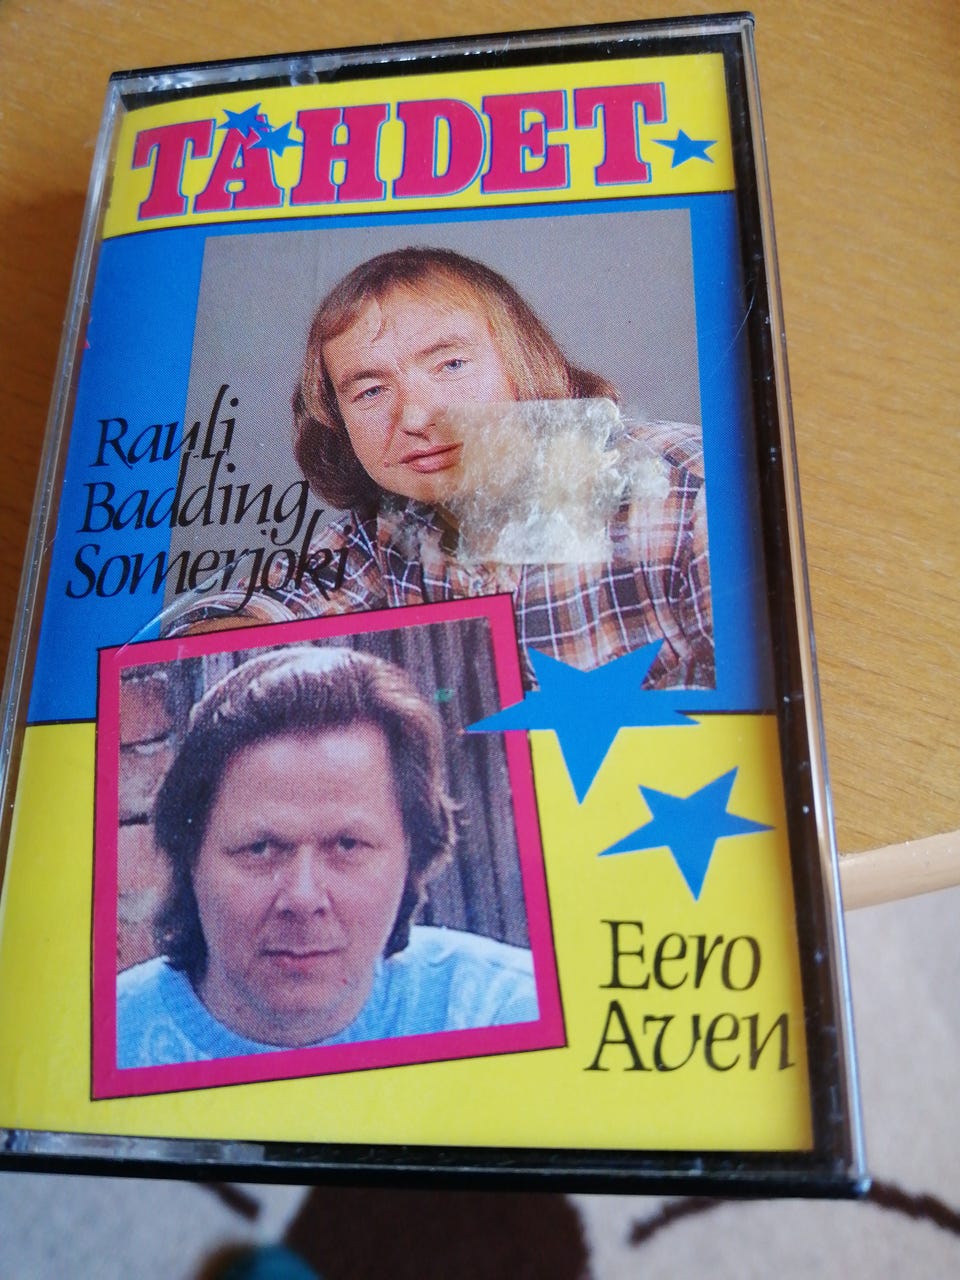 TÄHDET
Rauli
Badding
Somerjoki
Eero
Aven